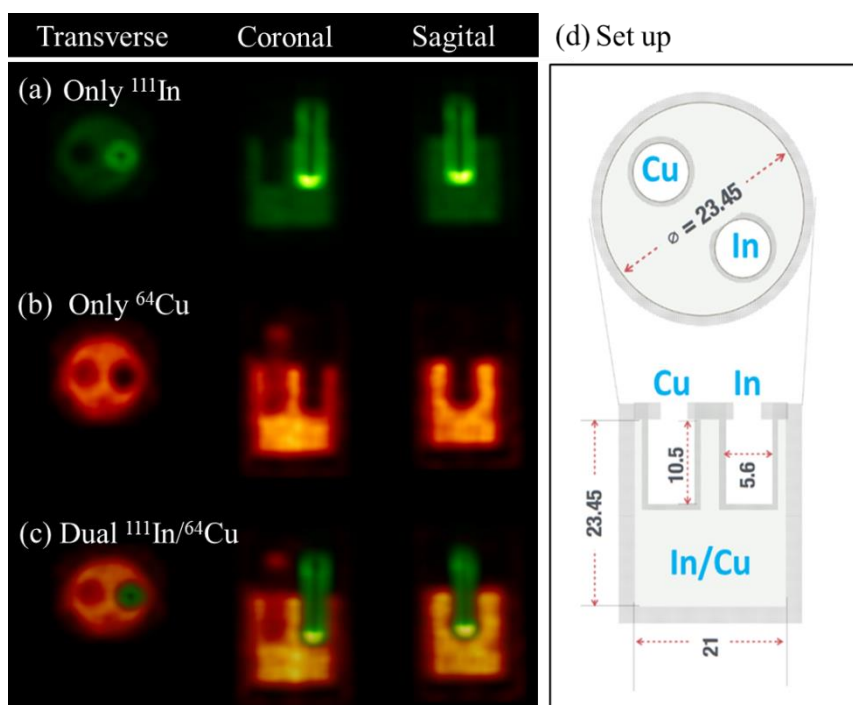 Transverse Coronal Sagital (d) Set up
(a) Only ¹¹¹In
(b) Only ⁶⁴Cu
(c) Dual ¹¹¹In/⁶⁴Cu
Cu
ø = 23.45
In
Cu In
10.5
5.6
23.45
In/Cu
21